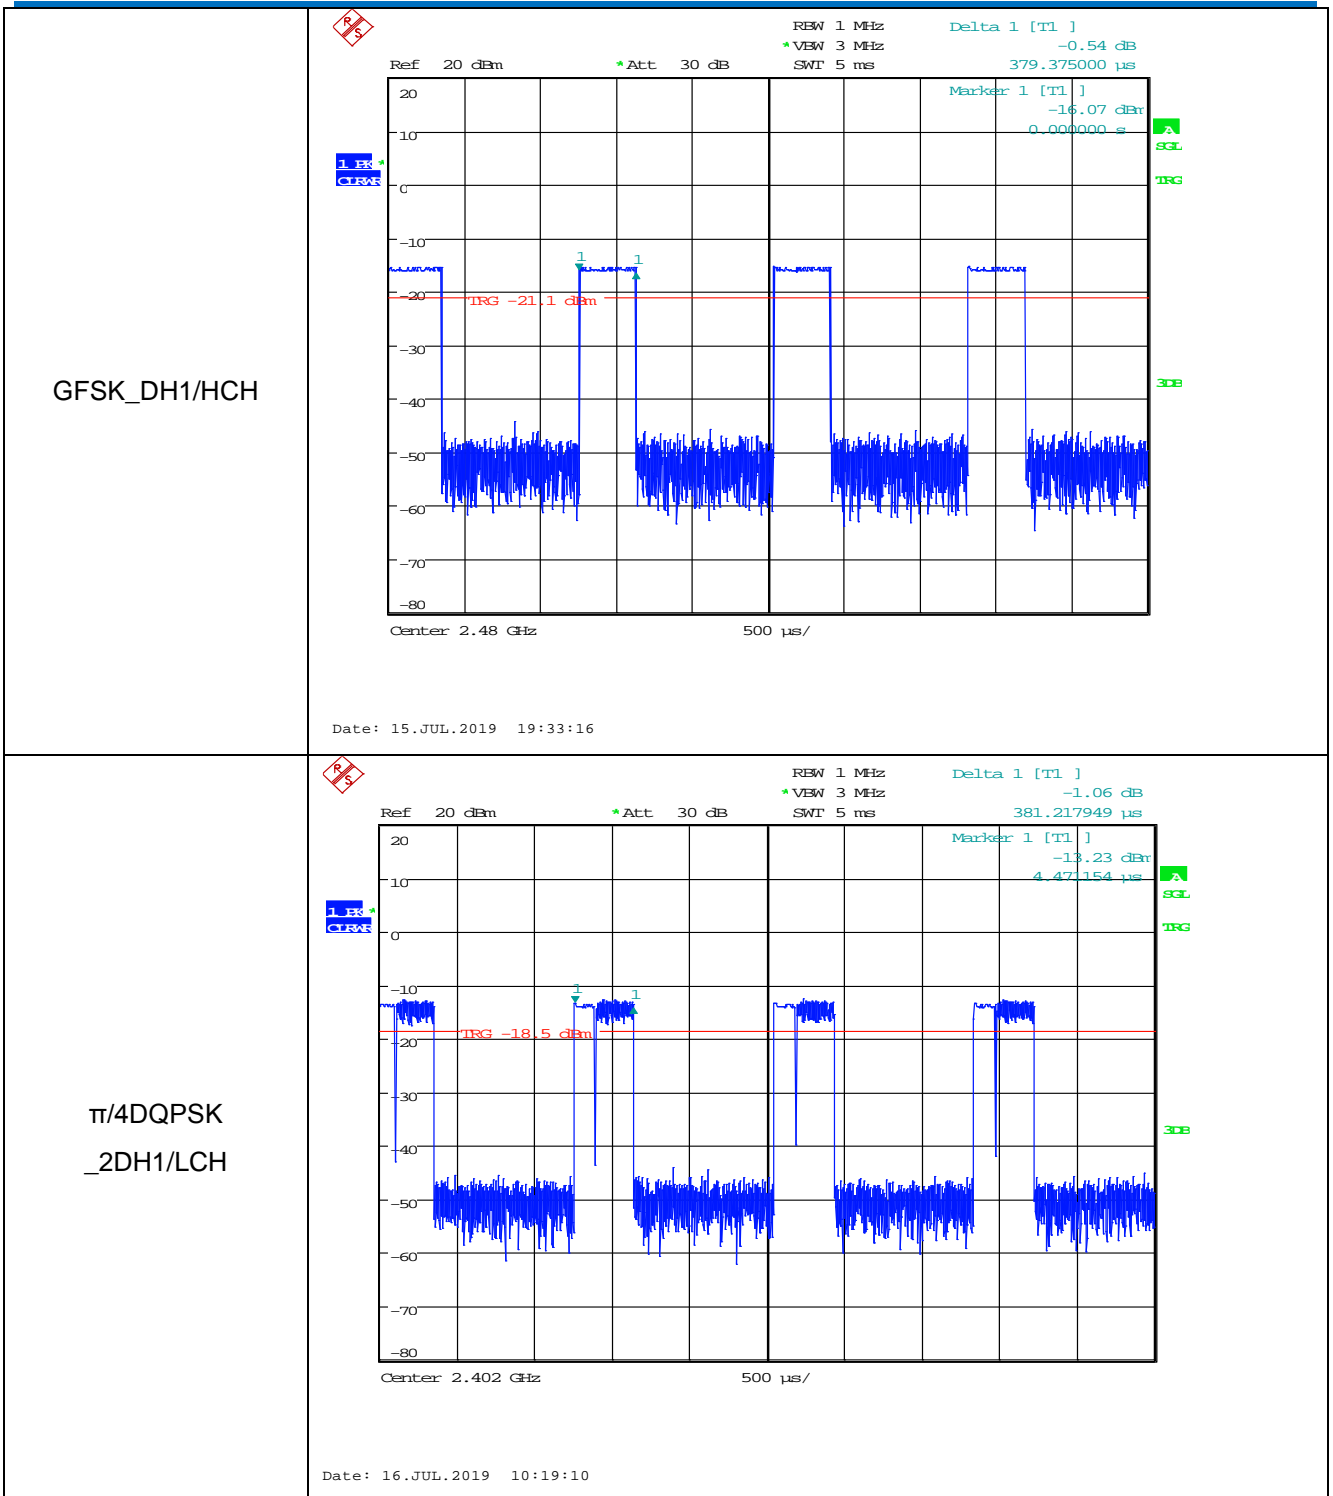 GFSK_DH1/HCH
R S
RBW 1 MHz
Delta 1 [T1 ]
*VBW 3 MHz
-0.54 dB
Ref 20 dBm
*Att 30 dB
SWT 5 ms
379.375000 µs
20
Marker 1 [T1 ]
-16.07 dBm
0.000000 s
A
SGL
TRG
10
1 PK *
CLRWR
0
-10
1
1
-20
TRG -21.1 dBm
-30
3DB
-40
-50
-60
-70
-80
Center 2.48 GHz
500 µs/
Date: 15.JUL.2019 19:33:16
π/4DQPSK
_2DH1/LCH
R S
RBW 1 MHz
Delta 1 [T1 ]
*VBW 3 MHz
-1.06 dB
Ref 20 dBm
*Att 30 dB
SWT 5 ms
381.217949 µs
20
Marker 1 [T1 ]
-13.23 dBm
4.471154 µs
A
SGL
TRG
10
1 PK *
CLRWR
0
-10
1
1
TRG -18.5 dBm
-20
-30
3DB
-40
-50
-60
-70
-80
Center 2.402 GHz
500 µs/
Date: 16.JUL.2019 10:19:10